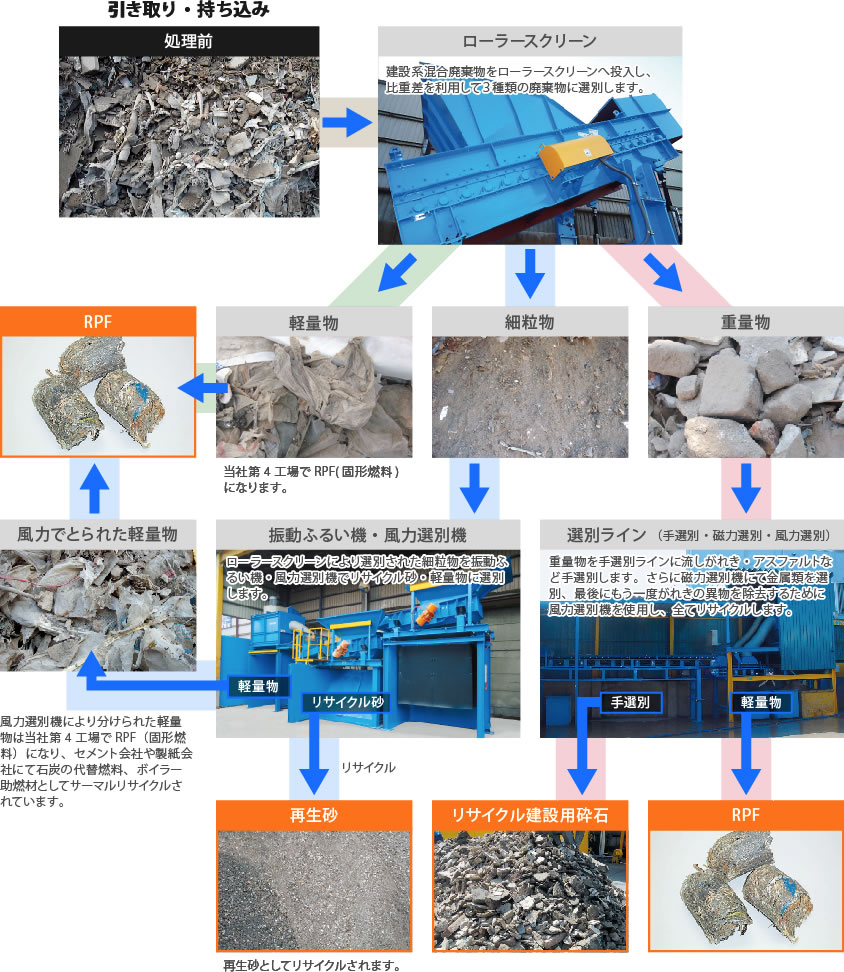 引き取り・持ち込み
処理前
ローラースクリーン
建設系混合廃棄物をローラースクリーンへ投入し、
比重差を利用して3種類の廃棄物に選別します。
RPF
軽量物
細粒物
重量物
当社第4工場でRPF(固形燃料)
になります。
風力でとられた軽量物
振動ふるい機・風力選別機
ローラースクリーンにより選別された細粒物を振動ふ
るい機・風力選別機でリサイクル砂・軽量物に選別
します。
選別ライン（手選別・磁力選別・風力選別）
重量物を手選別ラインに流しがれき・アスファルトな
ど手選別します。さらに磁力選別機にて金属類を選
別、最後にもう一度がれきの異物を除去するために
風力選別機を使用し、全てリサイクルします。
軽量物
リサイクル砂
手選別
軽量物
風力選別機により分けられた軽量
物は当社第4工場でRPF（固形燃
料）になり、セメント会社や製紙会
社にて石炭の代替燃料、ボイラー
助燃材としてサーマルリサイクルさ
れています。
リサイクル
再生砂
リサイクル建設用砕石
RPF
再生砂としてリサイクルされます。